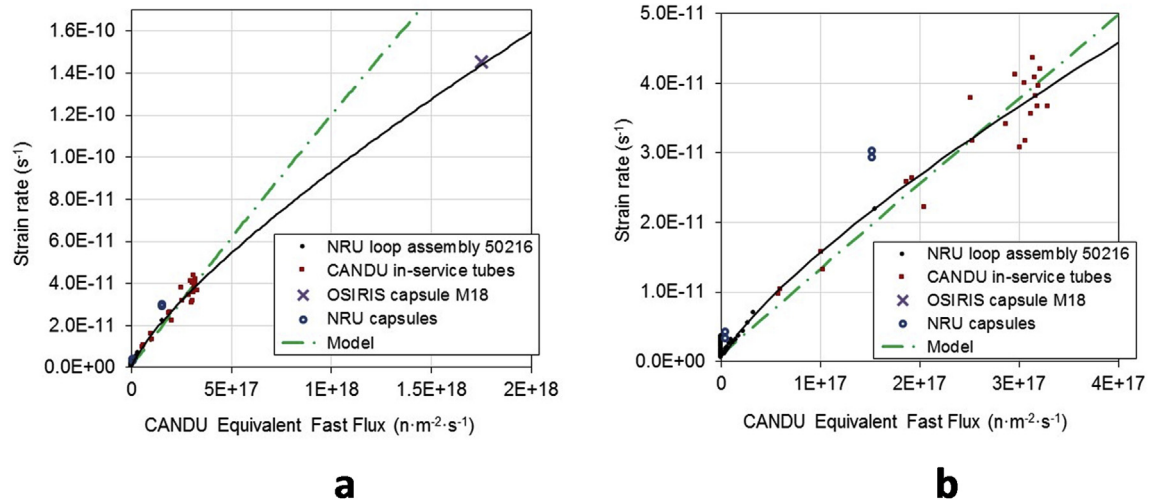 1.6E-10
1.4E-10
1.2E-10
1.0E-10
8.0E-11
6.0E-11
4.0E-11
2.0E-11
0.0E+00
Strain rate (s-1)
0 5E+17 1E+18 1.5E+18 2E+18
CANDU Equivalent Fast Flux (n·m-2·s-1)
NRU loop assembly 50216
CANDU in-service tubes
OSIRIS capsule M18
NRU capsules
Model
a
5.0E-11
4.0E-11
3.0E-11
2.0E-11
1.0E-11
0.0E+00
Strain rate (s-1)
0 1E+17 2E+17 3E+17 4E+17
CANDU Equivalent Fast Flux (n·m-2·s-1)
NRU loop assembly 50216
CANDU in-service tubes
OSIRIS capsule M18
NRU capsules
Model
b